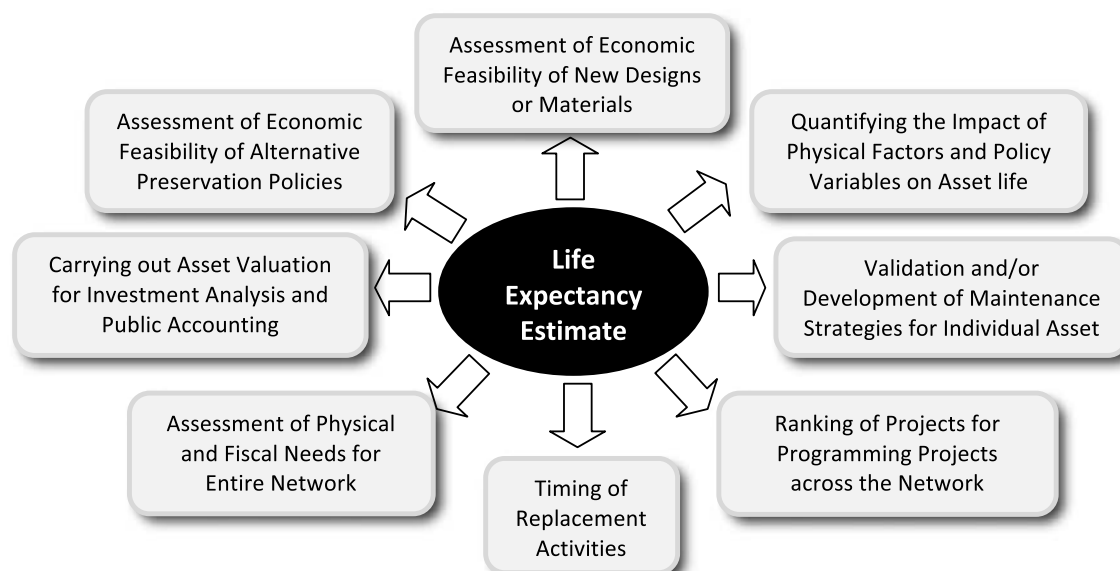 Assessment of Economic
Feasibility of New Designs
or Materials
Assessment of Economic
Feasibility of Alternative
Preservation Policies
Quantifying the Impact of
Physical Factors and Policy
Variables on Asset life
Life
Expectancy
Estimate
Carrying out Asset Valuation
for Investment Analysis and
Public Accounting
Validation and/or
Development of Maintenance
Strategies for Individual Asset
Assessment of Physical
and Fiscal Needs for
Entire Network
Timing of
Replacement
Activities
Ranking of Projects for
Programming Projects
across the Network